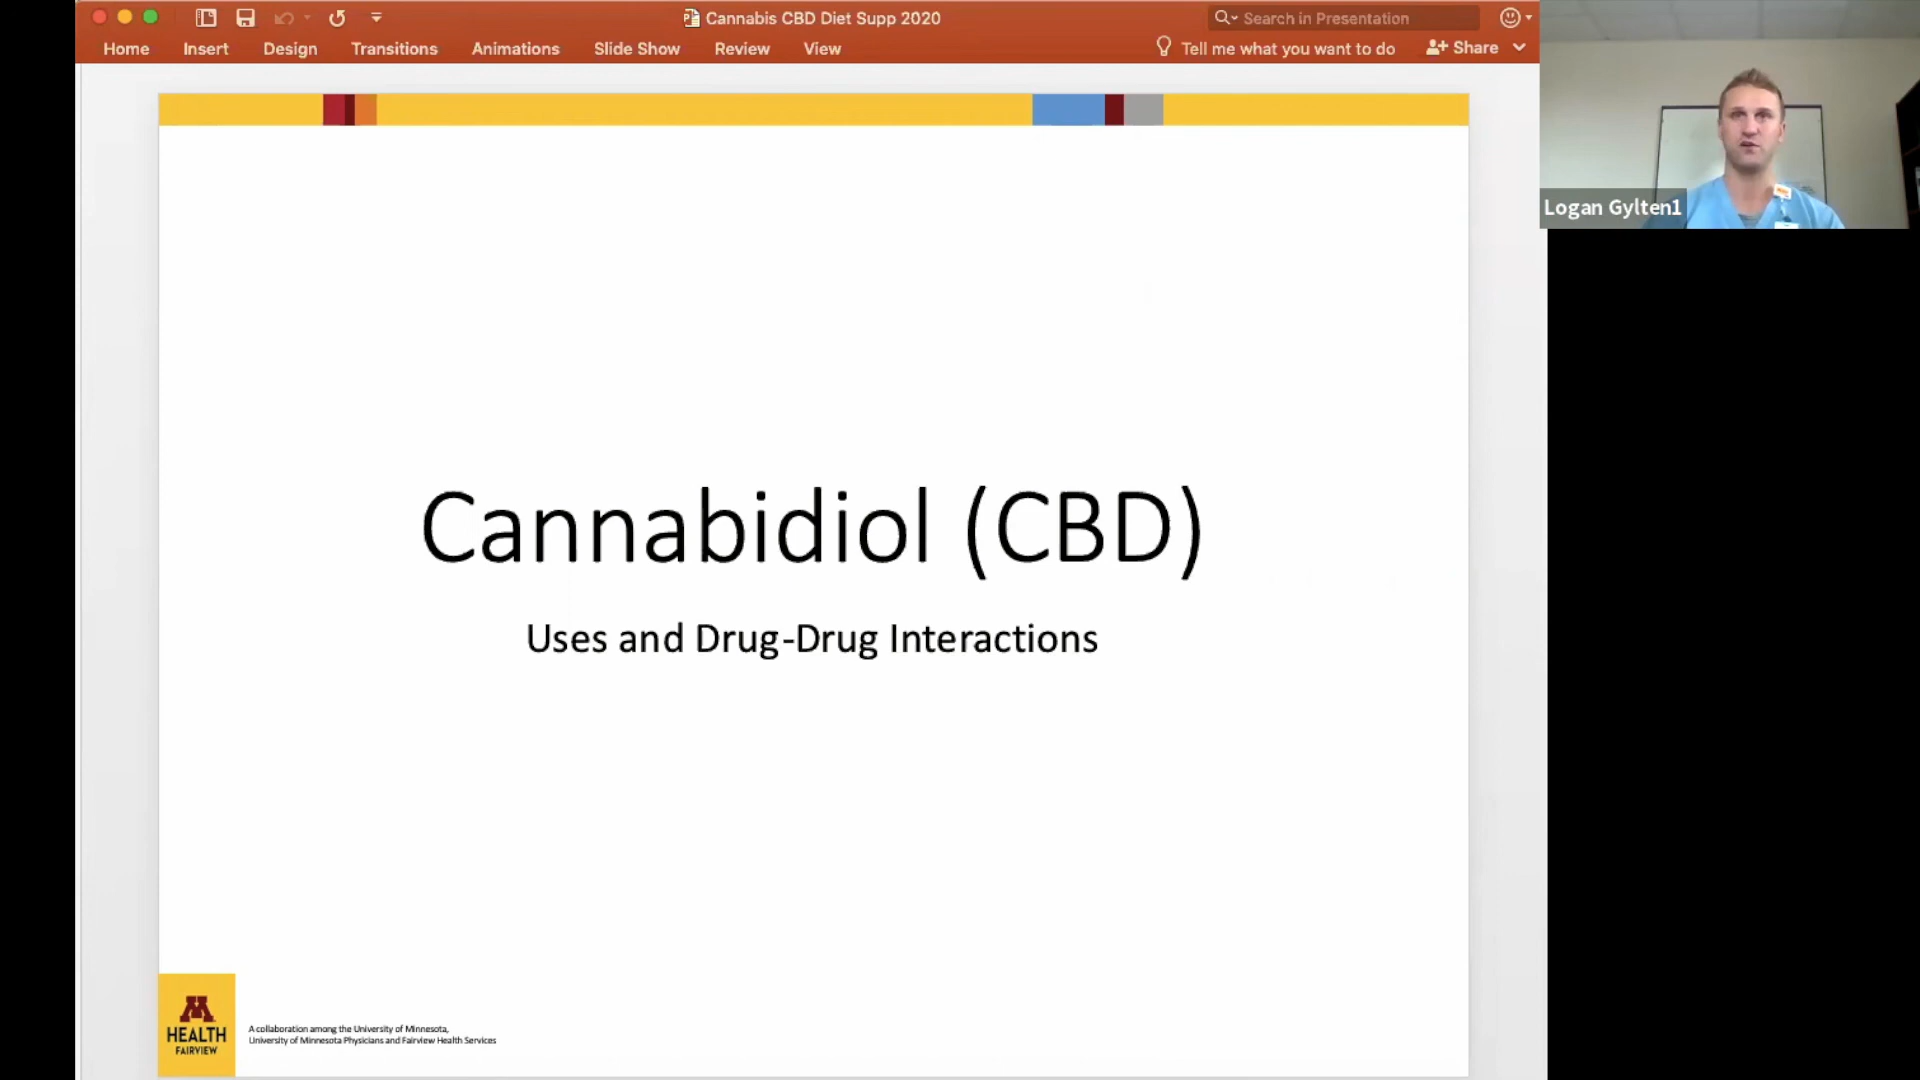 Cannabis CBD Diet Supp 2020
Search in Presentation
Home Insert Design Transitions Animations Slide Show Review View
Tell me what you want to do
Share
Logan Gylten1
Cannabidiol (CBD)
Uses and Drug-Drug Interactions
M
HEALTH
FAIRVIEW
A collaboration among the University of Minnesota,
University of Minnesota Physicians and Fairview Health Services